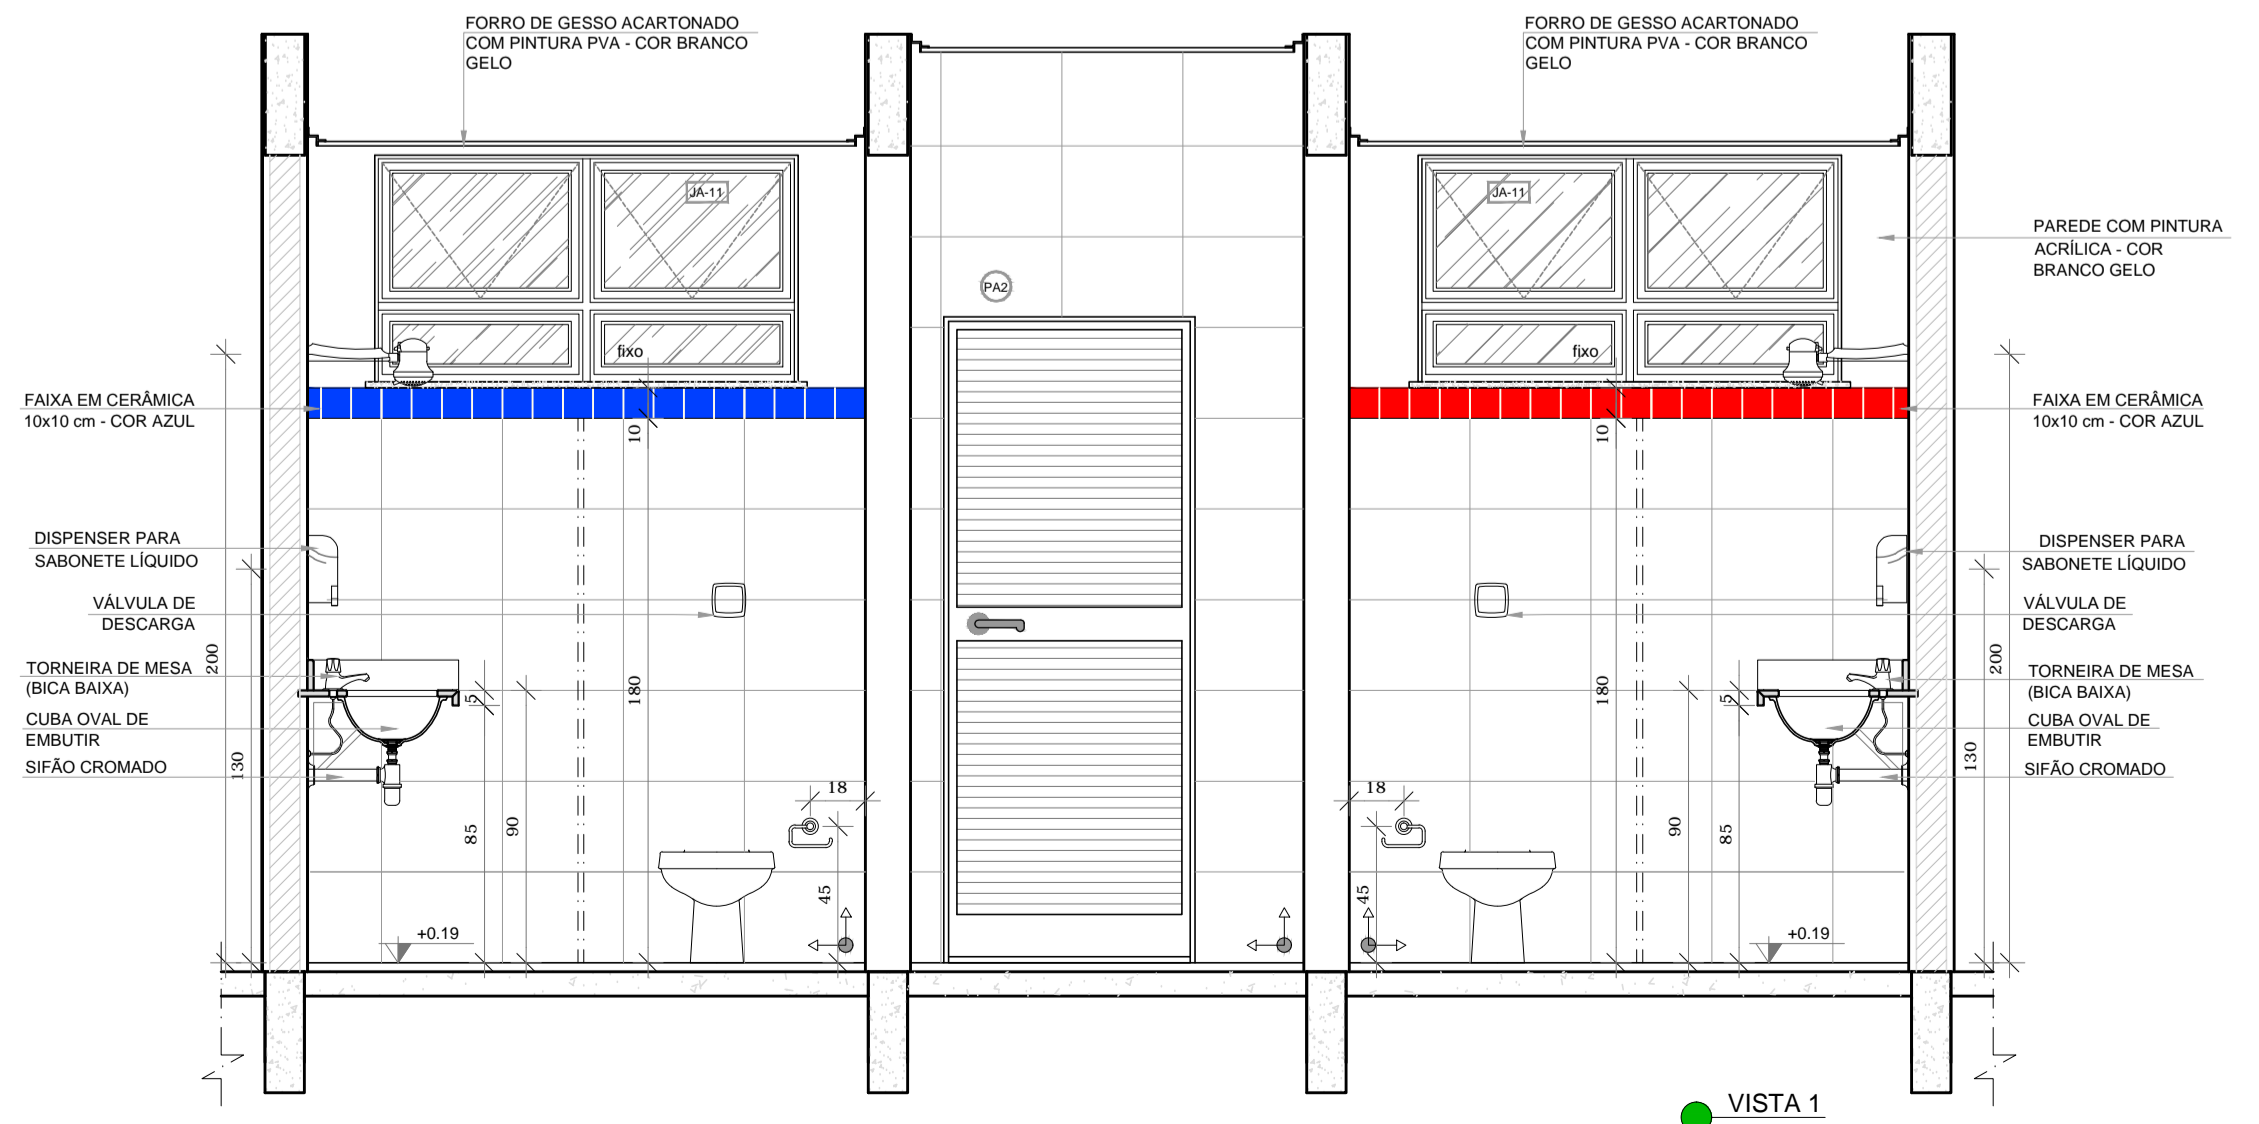 FORRO DE GESSO ACARTONADO
COM PINTURA PVA - COR BRANCO
GELO
FORRO DE GESSO ACARTONADO
COM PINTURA PVA - COR BRANCO
GELO
JA-11
JA-11
PAREDE COM PINTURA
ACRÍLICA - COR
BRANCO GELO
PA2
fixo
fixo
FAIXA EM CERÂMICA
10x10 cm - COR AZUL
FAIXA EM CERÂMICA
10x10 cm - COR AZUL
10
10
DISPENSER PARA
SABONETE LÍQUIDO
DISPENSER PARA
SABONETE LÍQUIDO
VÁLVULA DE
DESCARGA
VÁLVULA DE
DESCARGA
200
200
TORNEIRA DE MESA
(BICA BAIXA)
TORNEIRA DE MESA
(BICA BAIXA)
5
180
180
5
CUBA OVAL DE
EMBUTIR
CUBA OVAL DE
EMBUTIR
130
130
SIFÃO CROMADO
SIFÃO CROMADO
18
18
85
90
90
85
45
45
+0.19
+0.19
VISTA 1